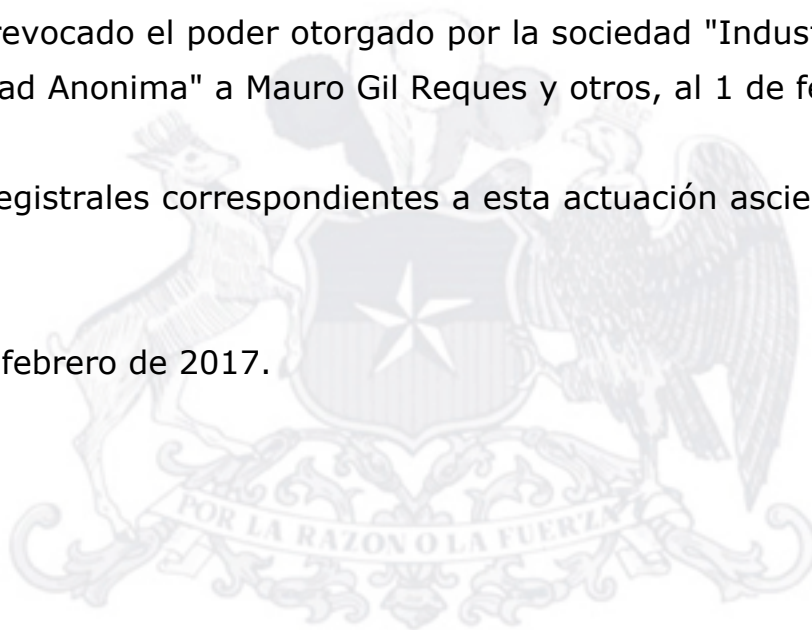 revocado el poder otorgado por la sociedad "Indust
ad Anonima" a Mauro Gil Reques y otros, al 1 de fe
egistrales correspondientes a esta actuación ascie
febrero de 2017.
POR LA RAZON O LA FUERZA